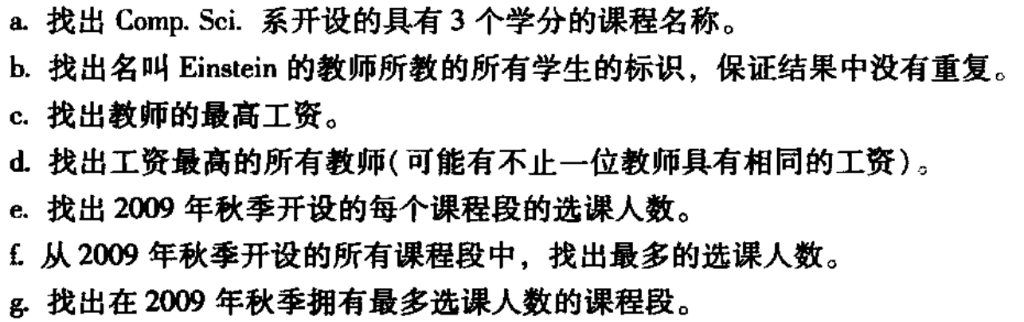 a. 找出 Comp. Sci. 系开设的具有 3 个学分的课程名称。
b. 找出名叫 Einstein 的教师所教的所有学生的标识，保证结果中没有重复。
c. 找出教师的最高工资。
d. 找出工资最高的所有教师(可能有不止一位教师具有相同的工资)。
e. 找出 2009 年秋季开设的每个课程段的选课人数。
f. 从 2009 年秋季开设的所有课程段中，找出最多的选课人数。
g. 找出在 2009 年秋季拥有最多选课人数的课程段。